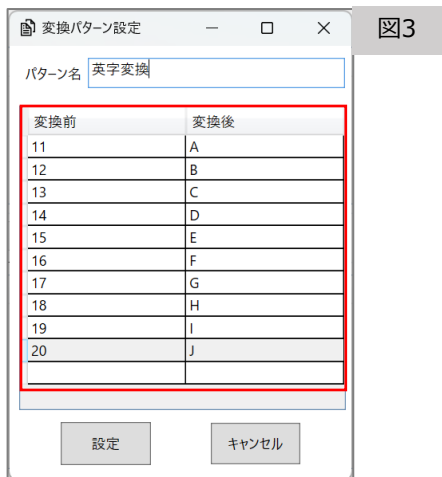 変換パターン設定
図3
パターン名 英字変換
変換前 変換後
11 A
12 B
13 C
14 D
15 E
16 F
17 G
18 H
19 I
20 J
設定 キャンセル